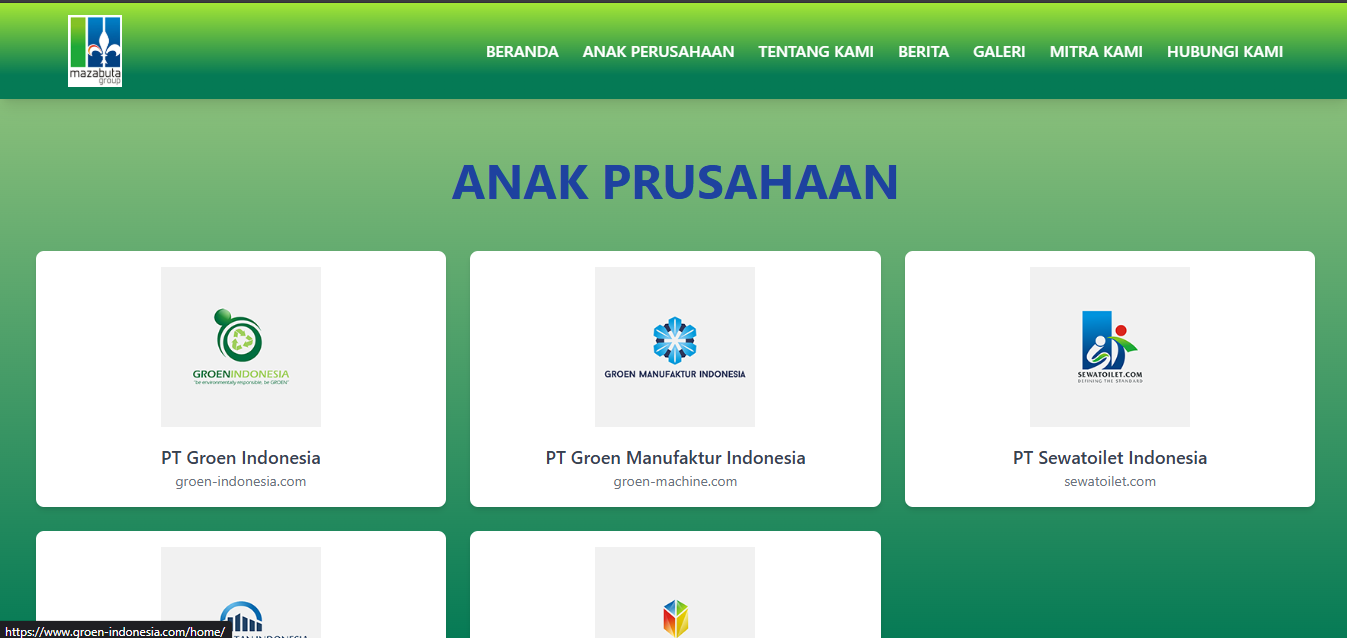 mazabuta
group
BERANDA ANAK PERUSAHAAN TENTANG KAMI BERITA GALERI MITRA KAMI HUBUNGI KAMI
ANAK PRUSAHAAN
GROENINDONESIA
"be environmentally responsible, be GROEN"
GROEN MANUFAKTUR INDONESIA
SEWATOILET.COM
DEFINING THE STANDARD
PT Groen Indonesia
groen-indonesia.com
PT Groen Manufaktur Indonesia
groen-machine.com
PT Sewatoilet Indonesia
sewatoilet.com
INDONESIA
https://www.groen-indonesia.com/home/